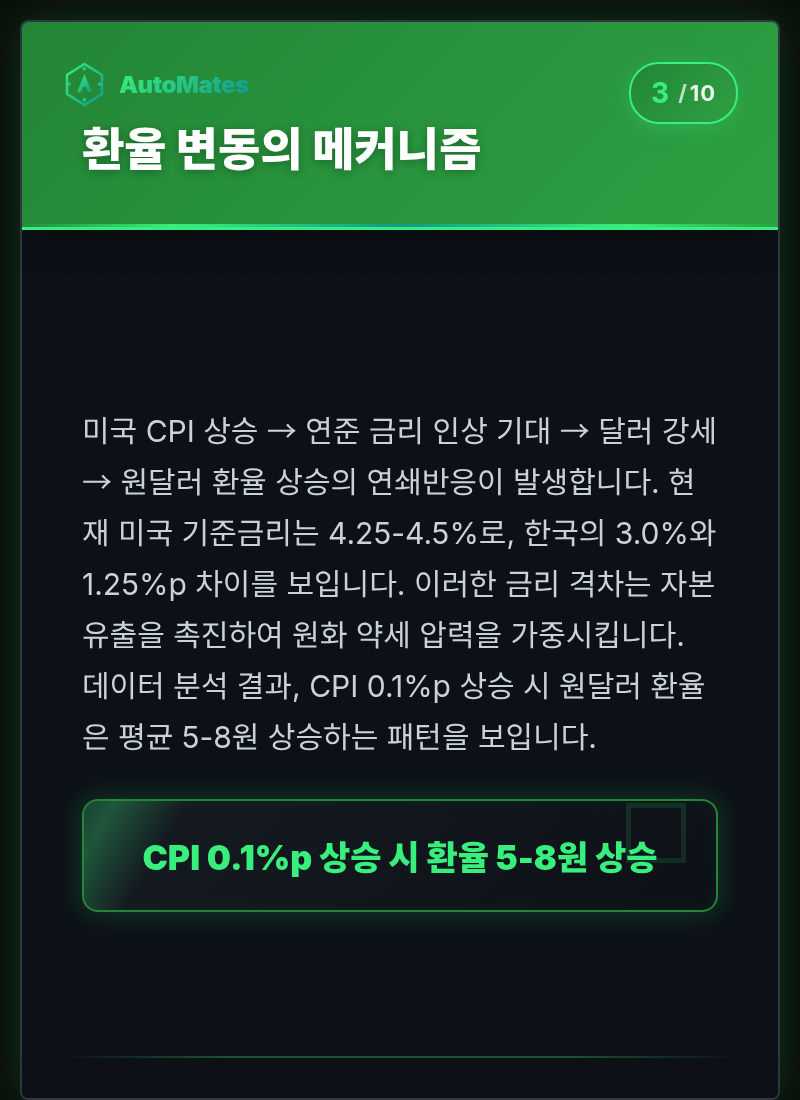 AutoMates
3 /10
환율 변동의 메커니즘
미국 CPI 상승 → 연준 금리 인상 기대 → 달러 강세
→ 원달러 환율 상승의 연쇄반응이 발생합니다. 현
재 미국 기준금리는 4.25-4.5%로, 한국의 3.0%와
1.25%p 차이를 보입니다. 이러한 금리 격차는 자본
유출을 촉진하여 원화 약세 압력을 가중시킵니다.
데이터 분석 결과, CPI 0.1%p 상승 시 원달러 환율
은 평균 5-8원 상승하는 패턴을 보입니다.
CPI 0.1%p 상승 시 환율 5-8원 상승